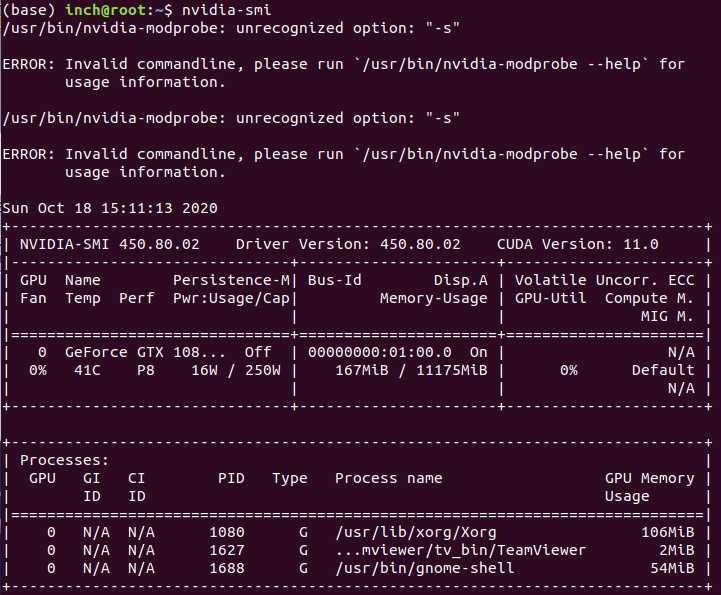 (base) inch@root:~$ nvidia-smi
/usr/bin/nvidia-modprobe: unrecognized option: "-s"

ERROR: Invalid commandline, please run `/usr/bin/nvidia-modprobe --help` for
       usage information.

/usr/bin/nvidia-modprobe: unrecognized option: "-s"

ERROR: Invalid commandline, please run `/usr/bin/nvidia-modprobe --help` for
       usage information.

Sun Oct 18 15:11:13 2020
+-----------------------------------------------------------------------------+
| NVIDIA-SMI 450.80.02    Driver Version: 450.80.02    CUDA Version: 11.0     |
|-------------------------------+----------------------+----------------------+
| GPU  Name        Persistence-M| Bus-Id        Disp.A | Volatile Uncorr. ECC |
| Fan  Temp  Perf  Pwr:Usage/Cap|         Memory-Usage | GPU-Util  Compute M. |
|                               |                      |               MIG M. |
|===============================+======================+======================|
|   0  GeForce GTX 108...  Off  | 00000000:01:00.0  On |                  N/A |
|  0%   41C    P8    16W / 250W |    167MiB / 11175MiB |      0%      Default |
|                               |                      |                  N/A |
+-------------------------------+----------------------+----------------------+

+-----------------------------------------------------------------------------+
| Processes:                                                                  |
|  GPU   GI   CI        PID   Type   Process name                  GPU Memory |
|        ID   ID                                                   Usage      |
|=============================================================================|
|    0   N/A  N/A      1080      G   /usr/lib/xorg/Xorg                106MiB |
|    0   N/A  N/A      1627      G   ...mviewer/tv_bin/TeamViewer        2MiB |
|    0   N/A  N/A      1688      G   /usr/bin/gnome-shell               54MiB |
+-----------------------------------------------------------------------------+